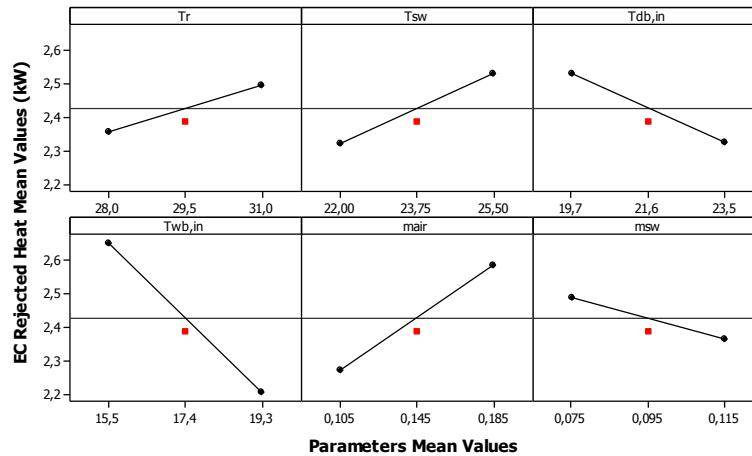 Tr Tsw Tdb,in
2,6
2,5
2,4
2,3
2,2
28,0 29,5 31,0 22,00 23,75 25,50 19,7 21,6 23,5
Twb,in mair msw
2,6
2,5
2,4
2,3
2,2
15,5 17,4 19,3 0,105 0,145 0,185 0,075 0,095 0,115
EC Rejected Heat Mean Values (kW)
Parameters Mean Values